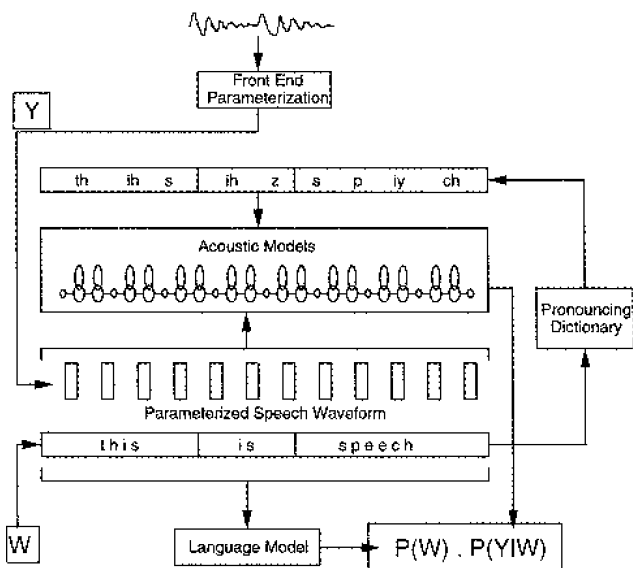 Front End
Parameterization
Y
th ih s ih z s p iy ch
Acoustic Models
Pronouncing
Dictionary
Parameterized Speech Waveform
this is speech
W
Language Model
P(W) . P(Y|W)